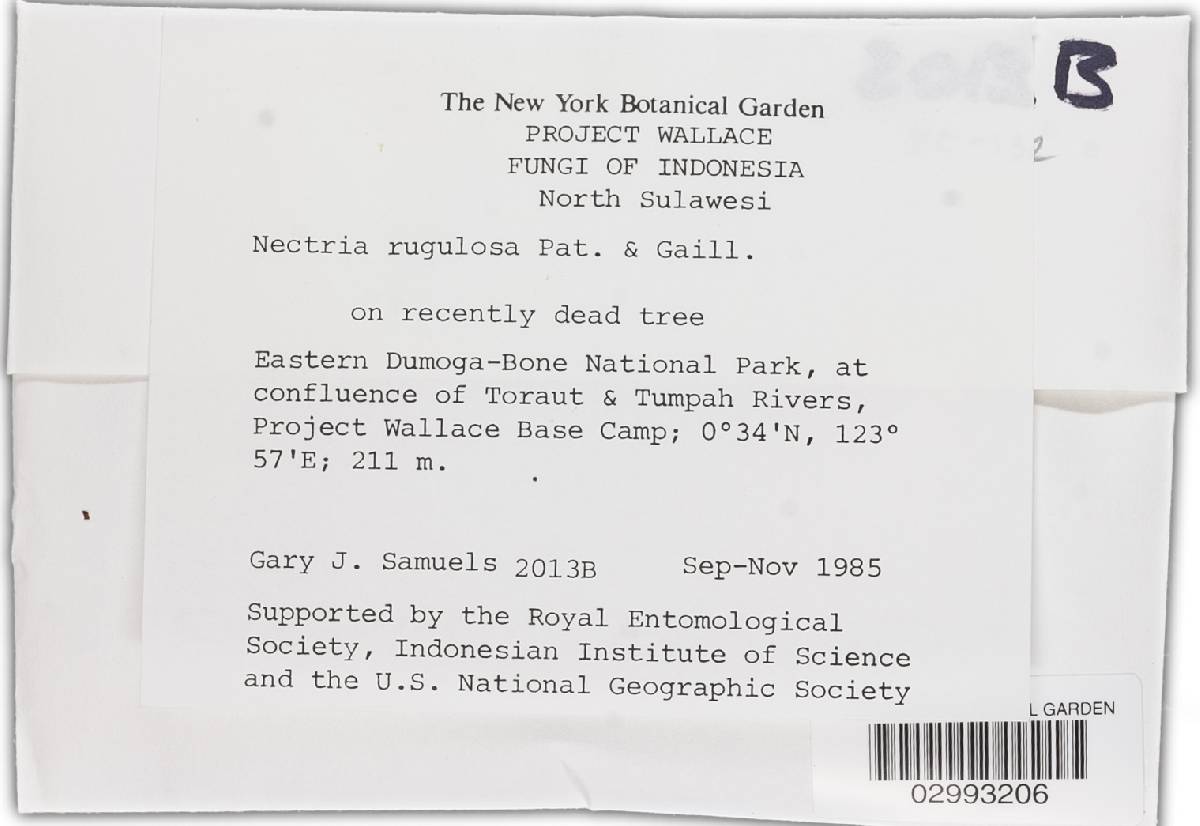 B
The New York Botanical Garden
PROJECT WALLACE
FUNGI OF INDONESIA
North Sulawesi
2
Nectria rugulosa Pat. & Gaill.
on recently dead tree
Eastern Dumoga-Bone National Park, at
confluence of Toraut & Tumpah Rivers,
Project Wallace Base Camp; 0°34'N, 123°
57'E; 211 m.
Gary J. Samuels 2013B Sep-Nov 1985
Supported by the Royal Entomological
Society, Indonesian Institute of Science
and the U.S. National Geographic Society
L GARDEN
02993206